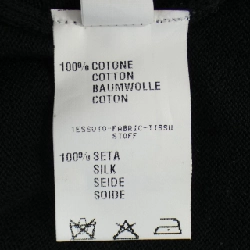 100% COTONE
COTTON
BAUMWOLLE
COTON
TESSUTO-FABRIC-TISSU
STOFF
100% SETA
SILK
SEIDE
SOIDE